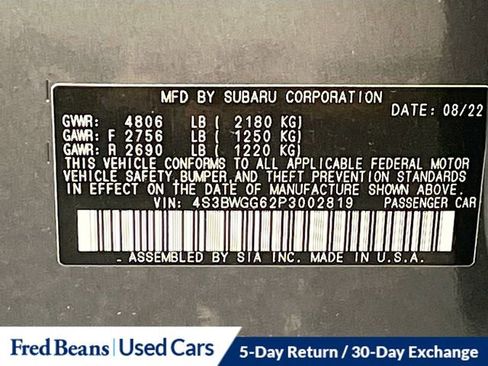 MFD BY SUBARU CORPORATION
DATE: 08/22
GVWR: 4806 LB ( 2180 KG)
GAWR: F 2756 LB ( 1250 KG)
GAWR: R 2690 LB ( 1220 KG)
THIS VEHICLE CONFORMS TO ALL APPLICABLE FEDERAL MOTOR
VEHICLE SAFETY, BUMPER, AND THEFT PREVENTION STANDARDS
IN EFFECT ON THE DATE OF MANUFACTURE SHOWN ABOVE.
VIN: 4S3BWGG62P3002819 PASSENGER CAR
ASSEMBLED BY SIA INC. MADE IN U.S.A.
Fred Beans | Used Cars 5-Day Return / 30-Day Exchange